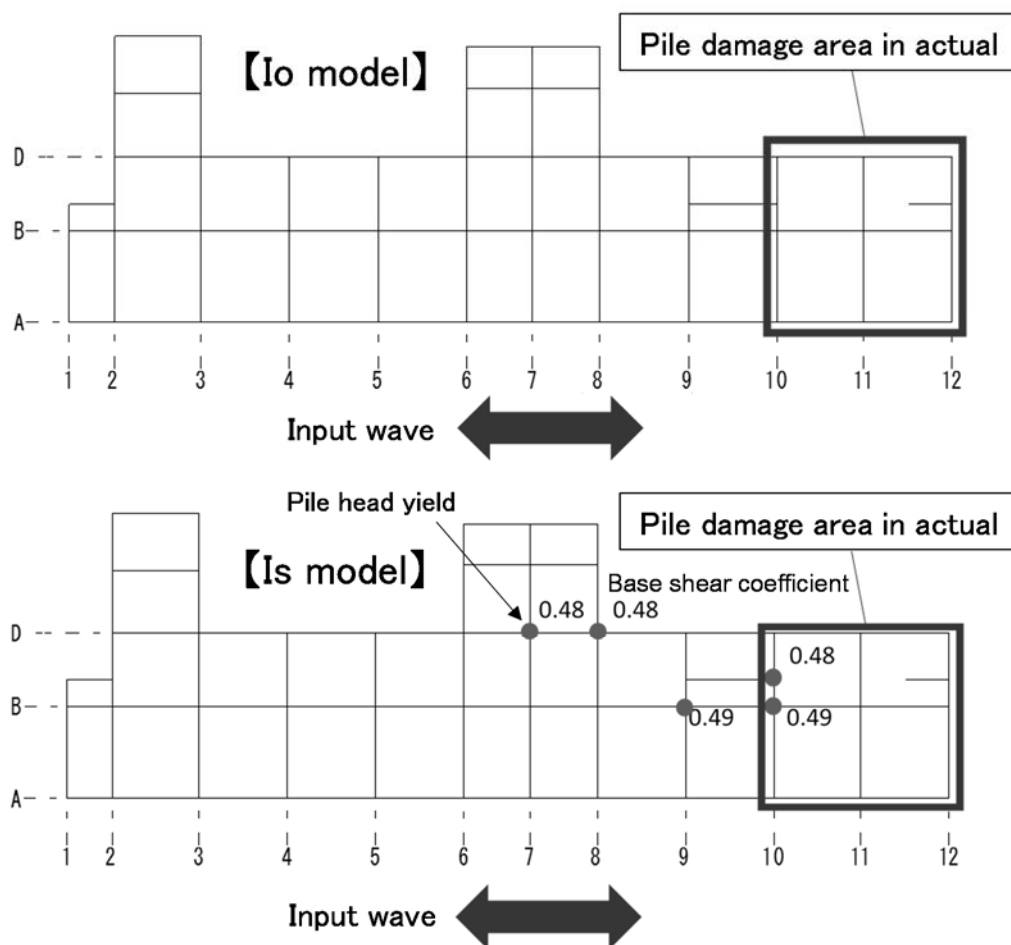 Pile damage area in actual
【Io model】
D
B
A
1 2 3 4 5 6 7 8 9 10 11 12
Input wave
Pile head yield
Pile damage area in actual
【Is model】
Base shear coefficient
0.48 0.48
D
0.48
B
0.49 0.49
A
1 2 3 4 5 6 7 8 9 10 11 12
Input wave